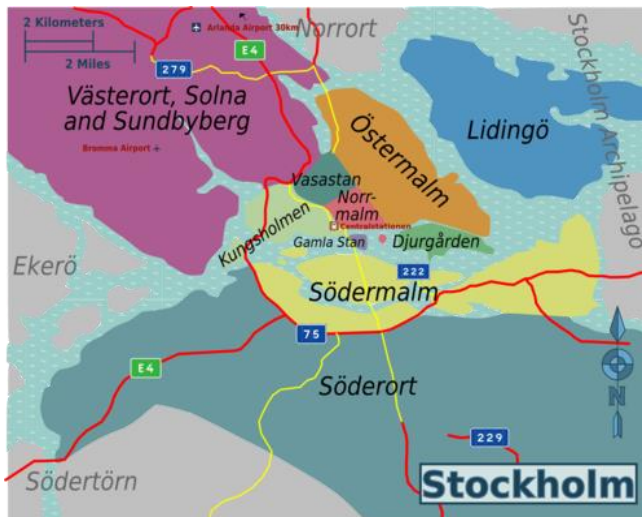 2 Kilometers
2 Miles
Arlanda Airport 30km
Norrort
E4
279
Stockholm Archipelago
Västerort, Solna
and Sundbyberg
Bromma Airport
Östermalm
Lidingö
Vasastan
Norr-
malm
Centralstationen
Kungsholmen
Gamla Stan
Djurgården
Ekerö
222
Södermalm
75
E4
Söderort
N
229
Södertörn
Stockholm